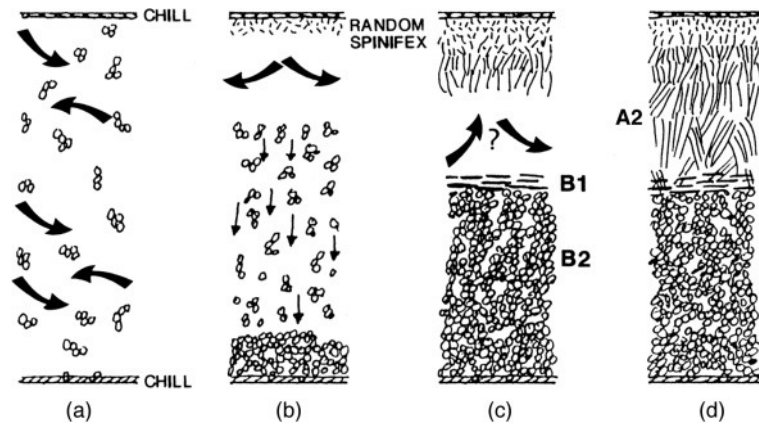 CHILL
RANDOM
SPINIFEX
A2
?
B1
B2
CHILL
(a)
(b)
(c)
(d)